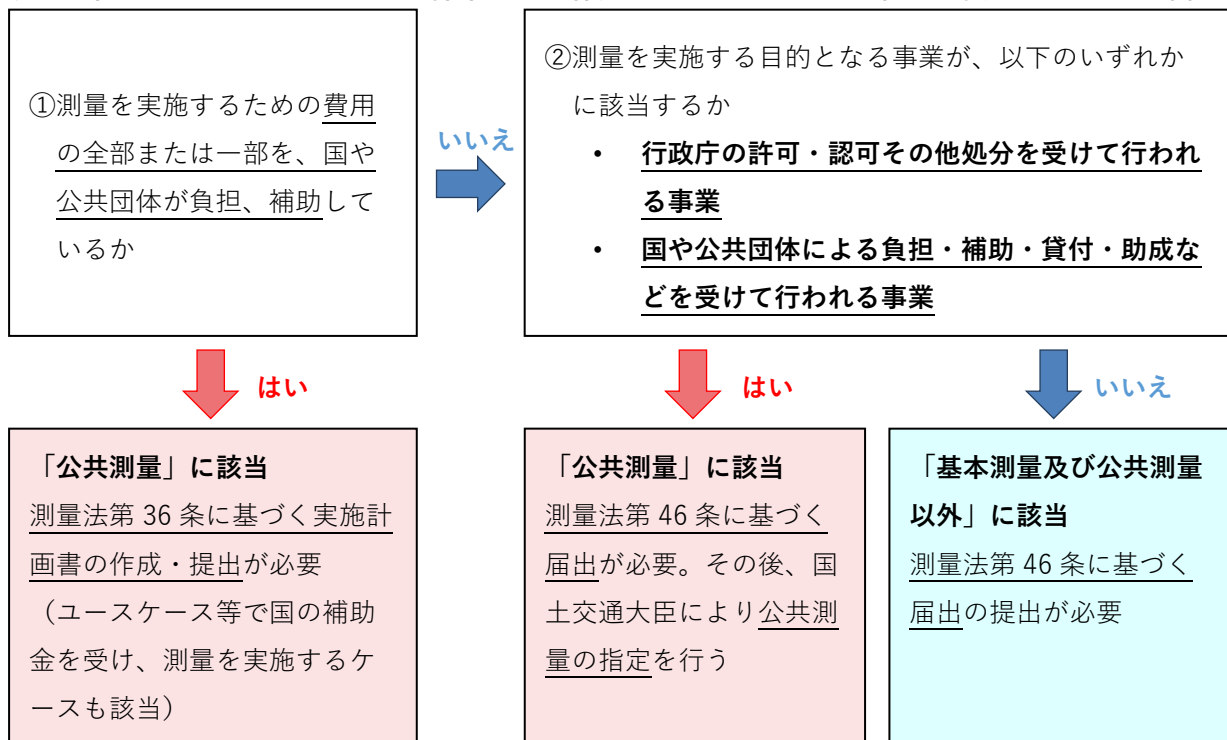 ①測量を実施するための費用
の全部または一部を、国や
公共団体が負担、補助して
いるか
いいえ
②測量を実施する目的となる事業が、以下のいずれか
に該当するか
• 行政庁の許可・認可その他処分を受けて行われ
る事業
• 国や公共団体による負担・補助・貸付・助成な
どを受けて行われる事業
はい
はい
いいえ
「公共測量」に該当
測量法第 36 条に基づく実施計
画書の作成・提出が必要
（ユースケース等で国の補助
金を受け、測量を実施するケ
ースも該当）
「公共測量」に該当
測量法第 46 条に基づく
届出が必要。その後、国
土交通大臣により公共測
量の指定を行う
「基本測量及び公共測量
以外」に該当
測量法第 46 条に基づく
届出の提出が必要